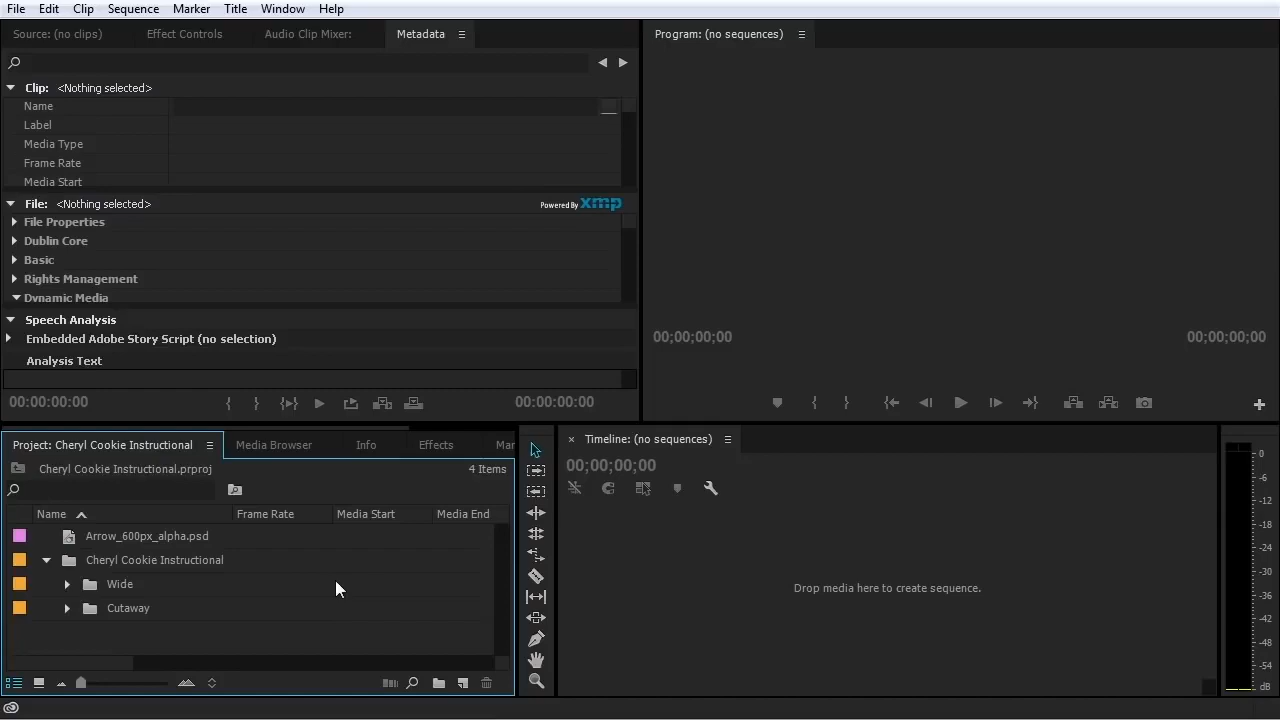 File Edit Clip Sequence Marker Title Window Help
Source: (no clips) Effect Controls Audio Clip Mixer: Metadata
Program: (no sequences)
Clip: <Nothing selected>
Name
Label
Media Type
Frame Rate
Media Start
File: <Nothing selected> Powered By xmp
File Properties
Dublin Core
Basic
Rights Management
Dynamic Media
Speech Analysis
Embedded Adobe Story Script (no selection)
Analysis Text
00:00:00:00 00:00:00:00
00;00;00;00 00;00;00;00
Project: Cheryl Cookie Instructional Media Browser Info Effects Mar
Cheryl Cookie Instructional.prproj 4 Items
Name Frame Rate Media Start Media End
Arrow_600px_alpha.psd
Cheryl Cookie Instructional
Wide
Cutaway
Timeline: (no sequences)
00;00;00;00
Drop media here to create sequence.
0
-6
-12
-18
-24
-30
-36
-42
-48
-54
dB